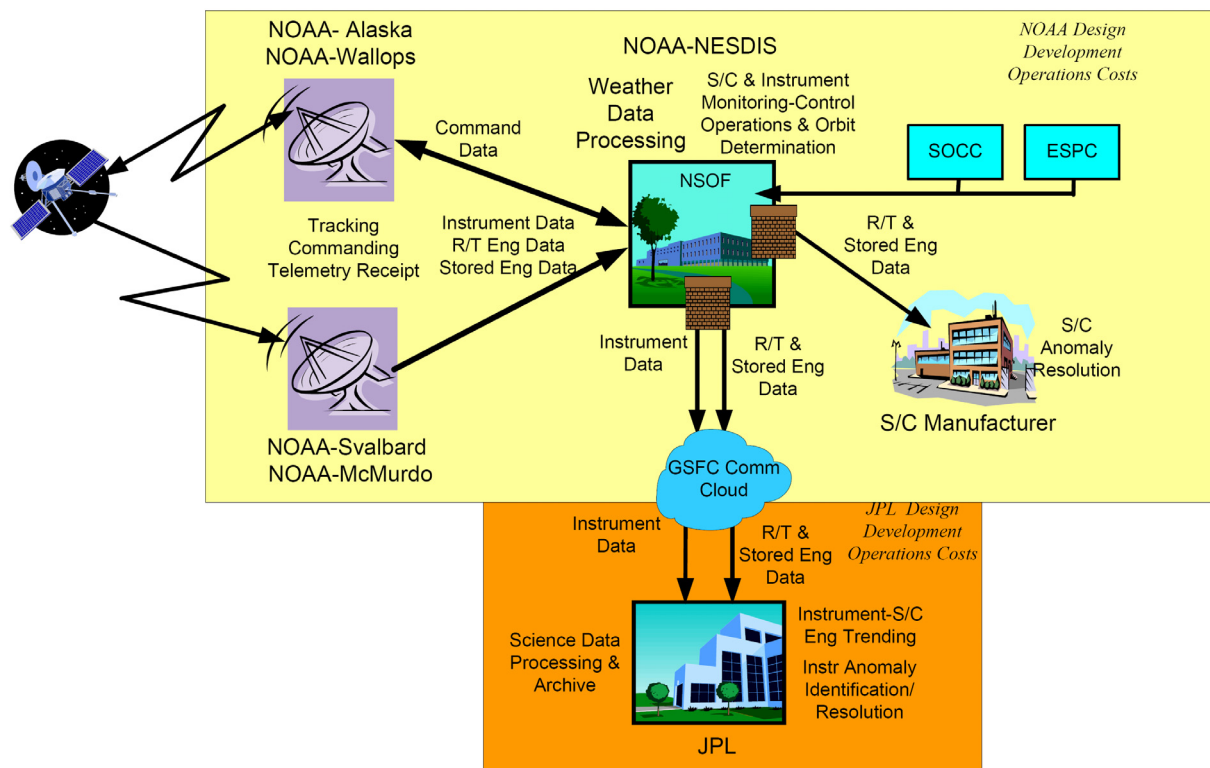 NOAA- Alaska
NOAA-Wallops
NOAA-NESDIS
NOAA Design
Development
Operations Costs
Weather
Data
Processing
S/C & Instrument
Monitoring-Control
Operations & Orbit
Determination
Command
Data
SOCC
ESPC
NSOF
Tracking
Commanding
Telemetry Receipt
Instrument Data
R/T Eng Data
Stored Eng Data
R/T &
Stored Eng
Data
Instrument
Data
R/T &
Stored Eng
Data
S/C
Anomaly
Resolution
S/C Manufacturer
NOAA-Svalbard
NOAA-McMurdo
GSFC Comm
Cloud
JPL Design
Development
Operations Costs
Instrument
Data
R/T &
Stored Eng
Data
Science Data
Processing &
Archive
Instrument-S/C
Eng Trending
Instr Anomaly
Identification/
Resolution
JPL